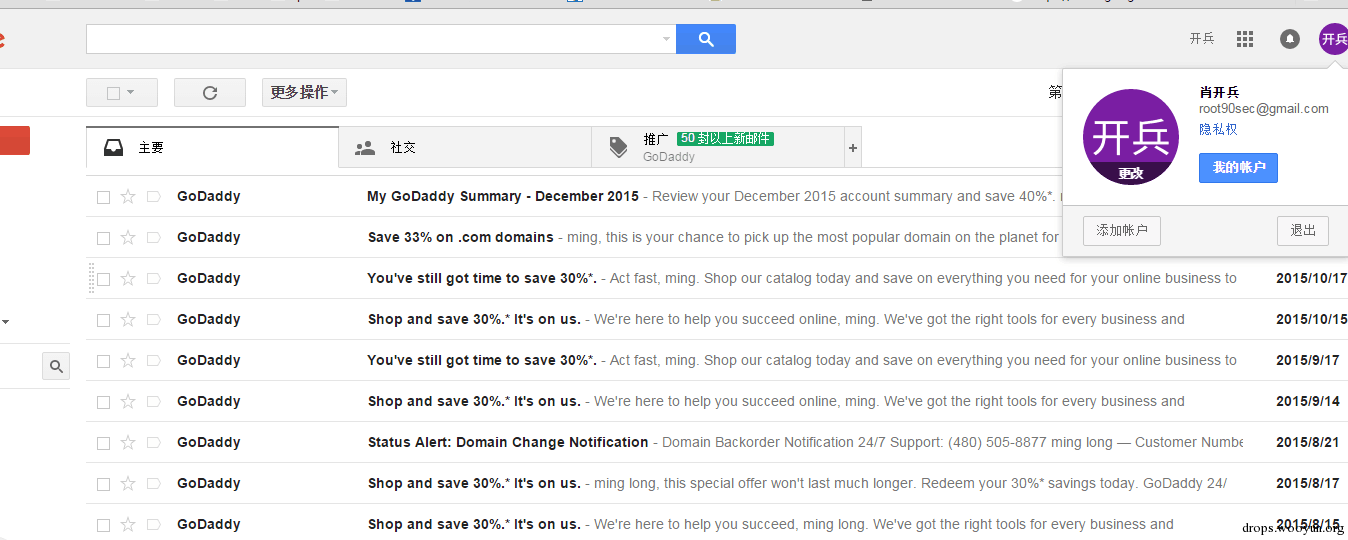 开兵
开兵
更多操作
第
肖开兵
root90sec@gmail.com
隐私权
开兵
更改
我的帐户
添加帐户
退出
主要
社交
推广 50 封以上新邮件
GoDaddy
+
GoDaddy My GoDaddy Summary - December 2015 - Review your December 2015 account summary and save 40%*.
GoDaddy Save 33% on .com domains - ming, this is your chance to pick up the most popular domain on the planet for
GoDaddy You've still got time to save 30%*. - Act fast, ming. Shop our catalog today and save on everything you need for your online business to 2015/10/17
GoDaddy Shop and save 30%.* It's on us. - We're here to help you succeed online, ming. We've got the right tools for every business and 2015/10/15
GoDaddy You've still got time to save 30%*. - Act fast, ming. Shop our catalog today and save on everything you need for your online business to 2015/9/17
GoDaddy Shop and save 30%.* It's on us. - We're here to help you succeed online, ming. We've got the right tools for every business and 2015/9/14
GoDaddy Status Alert: Domain Change Notification - Domain Backorder Notification 24/7 Support: (480) 505-8877 ming long — Customer Numbe 2015/8/21
GoDaddy Shop and save 30%.* It's on us. - ming long, this special offer won't last much longer. Redeem your 30%* savings today. GoDaddy 24/ 2015/8/17
GoDaddy Shop and save 30%.* It's on us. - We're here to help you succeed, ming long. We've got the right tools for every business and 2015/8/15
drops.wooyun.org